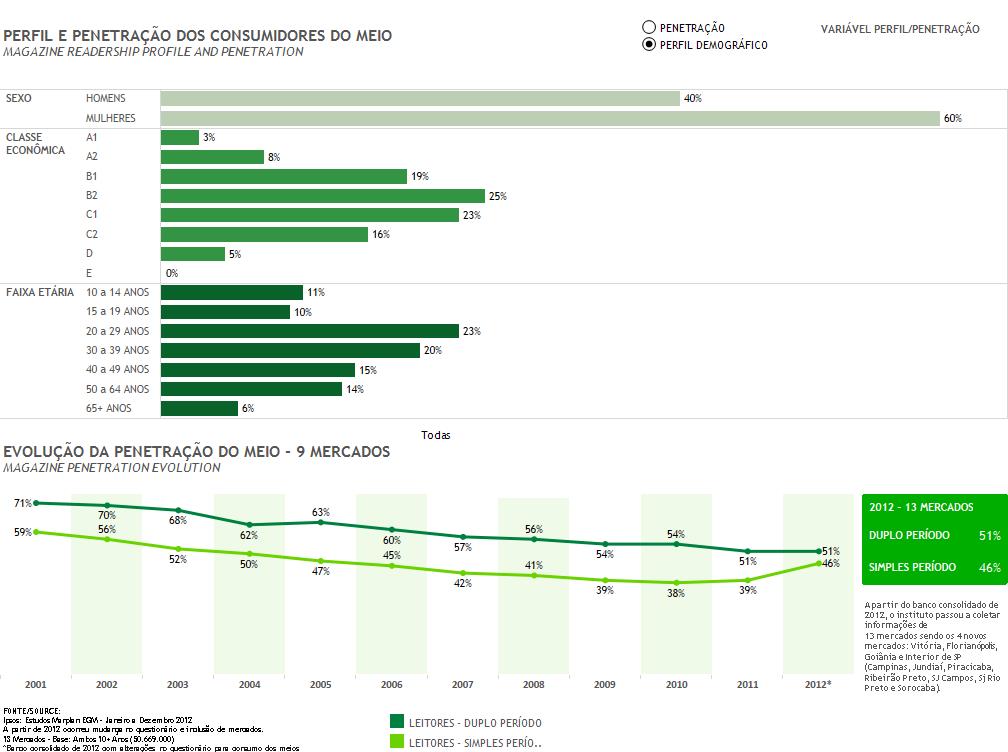 PERFIL E PENETRAÇÃO DOS CONSUMIDORES DO MEIO
MAGAZINE READERSHIP PROFILE AND PENETRATION
PENETRAÇÃO
PERFIL DEMOGRÁFICO
VARIÁVEL PERFIL/PENETRAÇÃO
SEXO HOMENS 40%
MULHERES 60%
CLASSE ECONÔMICA A1 3%
A2 8%
B1 19%
B2 25%
C1 23%
C2 16%
D 5%
E 0%
FAIXA ETÁRIA 10 a 14 ANOS 11%
15 a 19 ANOS 10%
20 a 29 ANOS 23%
30 a 39 ANOS 20%
40 a 49 ANOS 15%
50 a 64 ANOS 14%
65+ ANOS 6%
Todas
EVOLUÇÃO DA PENETRAÇÃO DO MEIO - 9 MERCADOS
MAGAZINE PENETRATION EVOLUTION
71% 70% 68% 62% 63% 60% 57% 56% 54% 54% 51% 51%
59% 56% 52% 50% 47% 45% 42% 41% 39% 38% 39% 46%
2001 2002 2003 2004 2005 2006 2007 2008 2009 2010 2011 2012*
2012 - 13 MERCADOS
DUPLO PERÍODO 51%
SIMPLES PERÍODO 46%
A partir do banco consolidado de
2012, o instituto passou a coletar
informações de
13 mercados sendo os 4 novos
mercados: Vitória, Florianópolis,
Goiânia e Interior de SP
(Campinas, Jundiaí, Piracicaba,
Ribeirão Preto, SJ Campos, Sj Rio
Preto e Sorocaba).
FONTE/SOURCE:
Ipsos: Estudos Marplan EGM - Janeiro a Dezembro 2012
A partir de 2012 ocorreu mudança no questionário e inclusão de mercados.
13 Mercados - Base: Ambos 10+ Anos (50.669.000)
*Banco consolidado de 2012 com alterações no questionário para consumo dos meios
LEITORES - DUPLO PERÍODO
LEITORES - SIMPLES PERÍO..